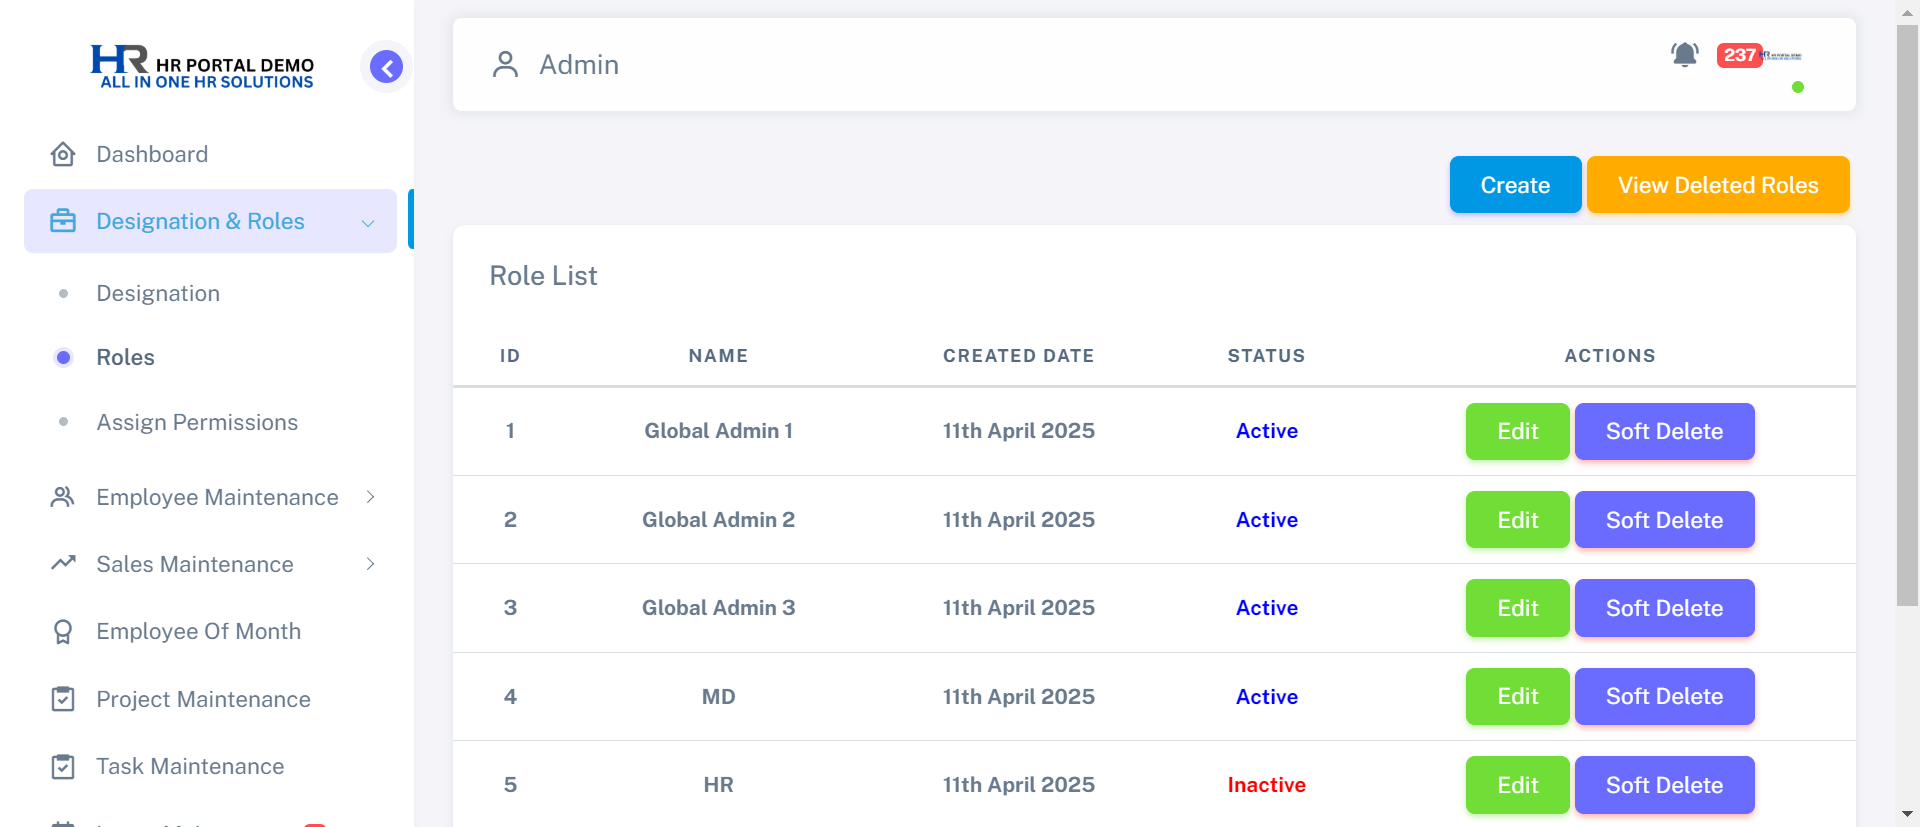 HR HR PORTAL DEMO
ALL IN ONE HR SOLUTIONS
Dashboard
Designation & Roles
Designation
Roles
Assign Permissions
Employee Maintenance
Sales Maintenance
Employee Of Month
Project Maintenance
Task Maintenance
Admin
237
Create
View Deleted Roles
Role List
ID NAME CREATED DATE STATUS ACTIONS
1 Global Admin 1 11th April 2025 Active Edit Soft Delete
2 Global Admin 2 11th April 2025 Active Edit Soft Delete
3 Global Admin 3 11th April 2025 Active Edit Soft Delete
4 MD 11th April 2025 Active Edit Soft Delete
5 HR 11th April 2025 Inactive Edit Soft Delete